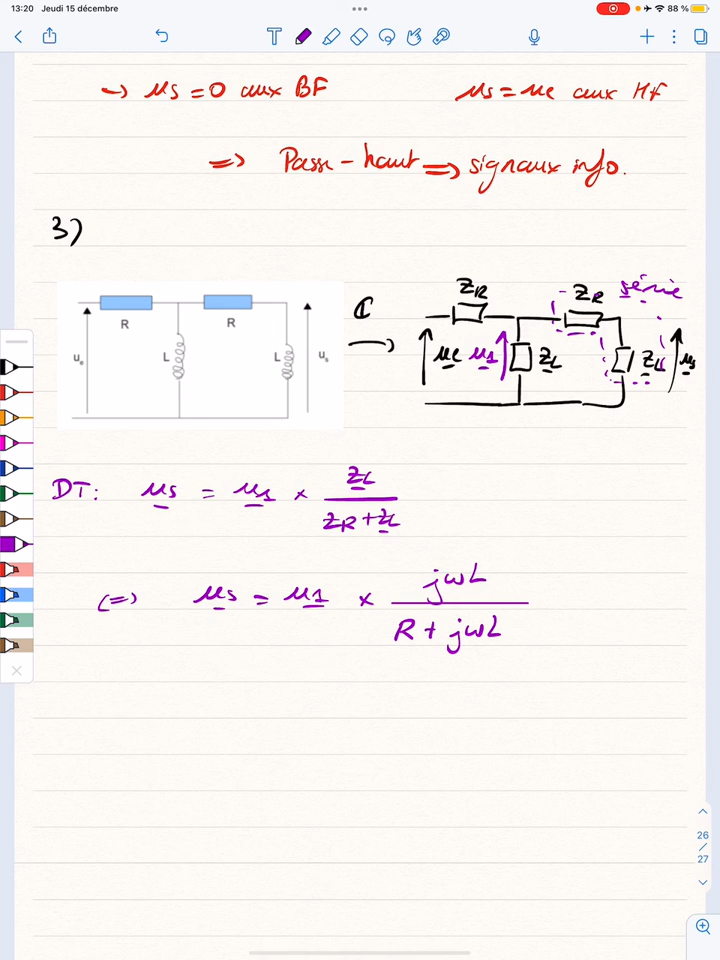 13:20 Jeudi 15 décembre
88 %
→ us = 0 aux BF us = ue aux HF
=> Passe-haut => signaux info.
3)
R R
ue L L us
C
ZR ZR série
ue u1 ZL ZL us
DT: us = u1 × ZL / (ZR + ZL)
(=) us = u1 × jωL / (R + jωL)
26
/
27